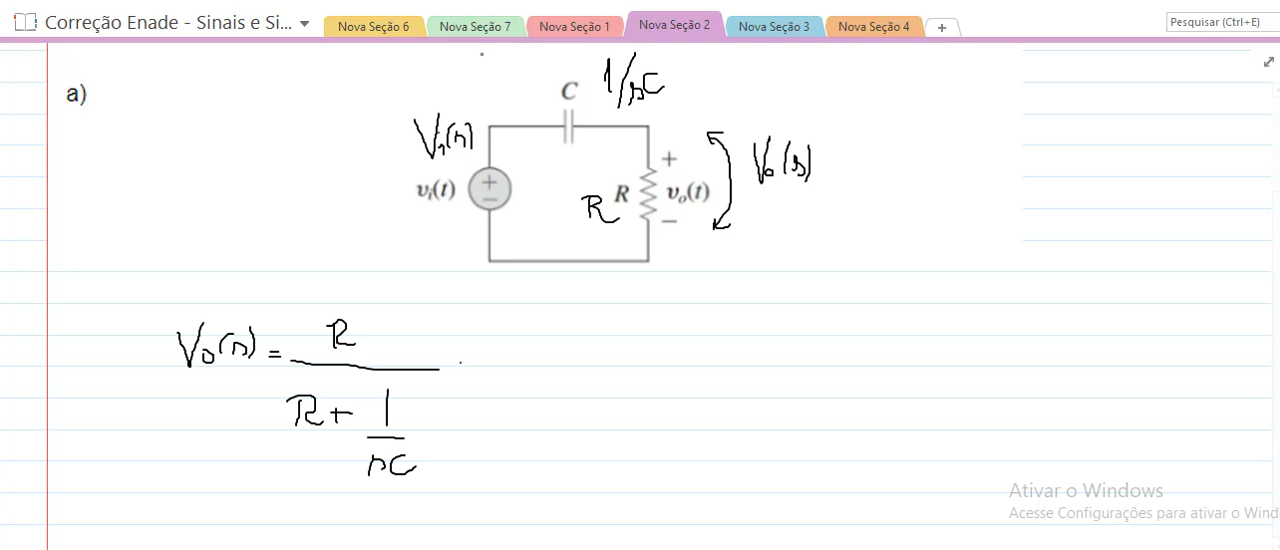 Correção Enade - Sinais e Si...
Nova Seção 6
Nova Seção 7
Nova Seção 1
Nova Seção 2
Nova Seção 3
Nova Seção 4
+
Pesquisar (Ctrl+E)
a)
C
1/sC
Vi(s)
vi(t)
+
−
R
R
+
vo(t)
−
Vo(s)
Vo(s) = R
R + 1
sC
Ativar o Windows
Acesse Configurações para ativar o Wind